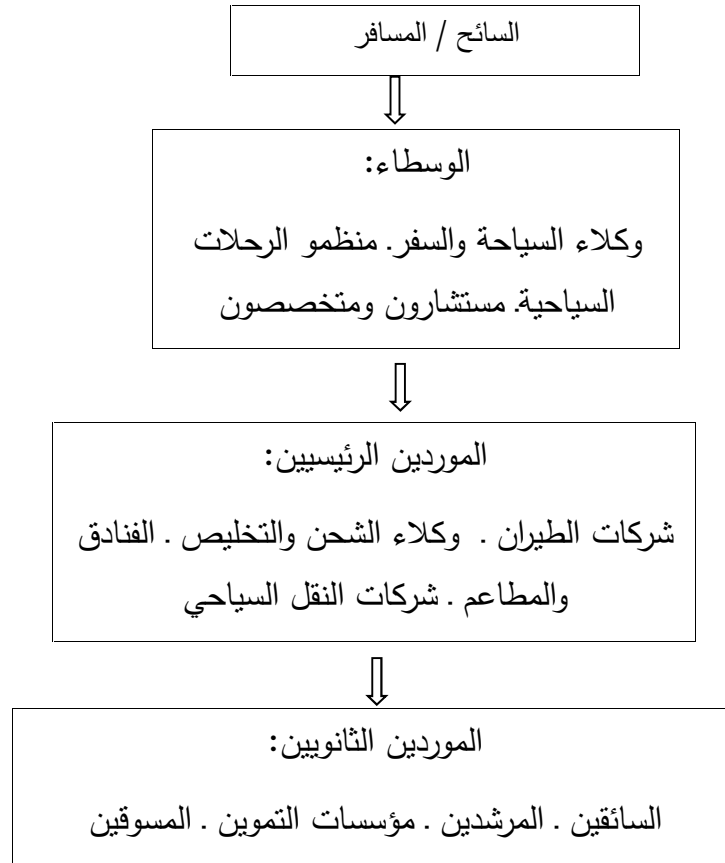 السائح / المسافر
الوسطاء:
وكلاء السياحة والسفر. منظمو الرحلات
السياحية. مستشارون ومتخصصون
الموردين الرئيسيين:
شركات الطيران . وكلاء الشحن والتخليص . الفنادق
والمطاعم . شركات النقل السياحي
الموردين الثانويين:
السائقين . المرشدين . مؤسسات التموين . المسوقين